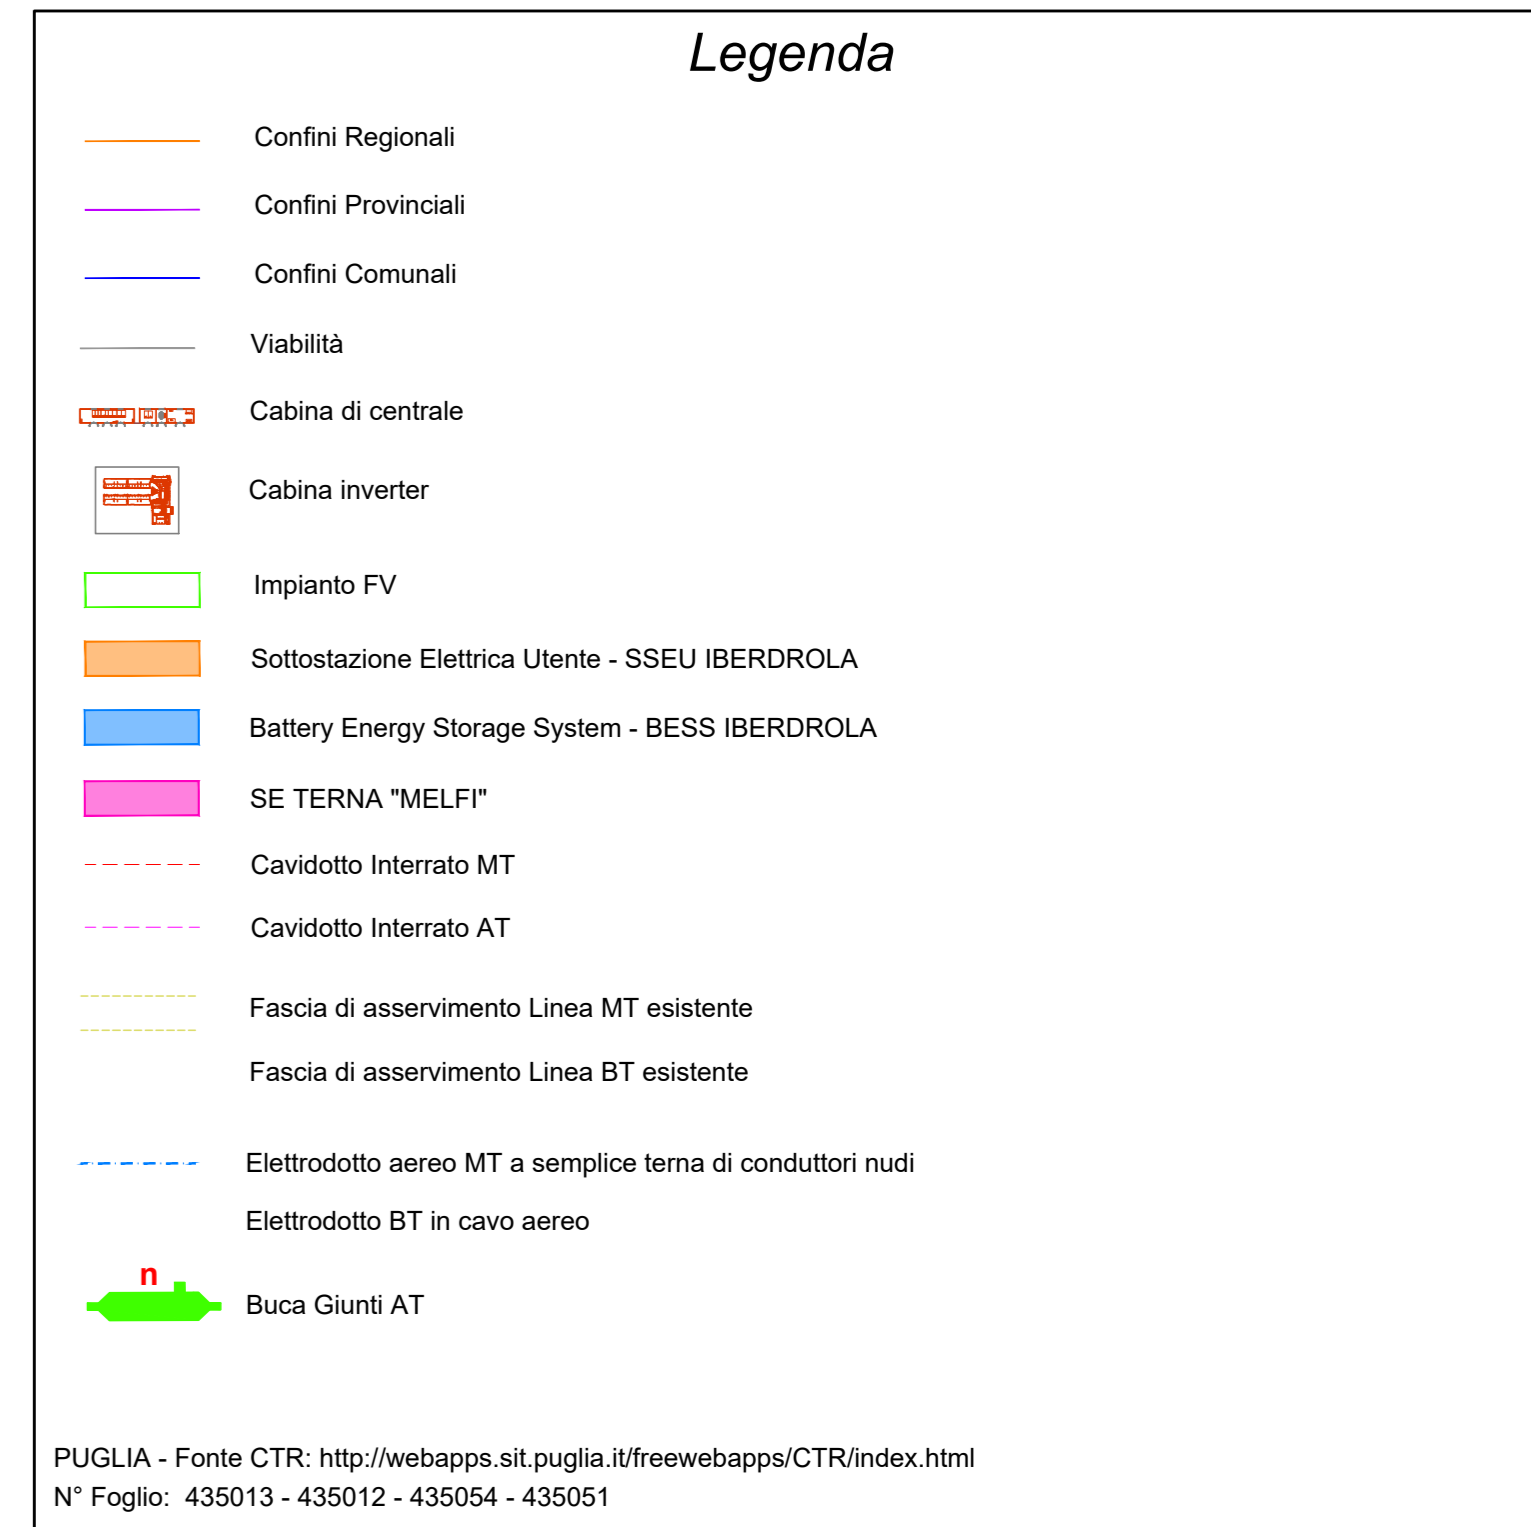 Legenda
Confini Regionali
Confini Provinciali
Confini Comunali
Viabilità
Cabina di centrale
Cabina inverter
Impianto FV
Sottostazione Elettrica Utente - SSEU IBERDROLA
Battery Energy Storage System - BESS IBERDROLA
SE TERNA "MELFI"
Cavidotto Interrato MT
Cavidotto Interrato AT
Fascia di asservimento Linea MT esistente
Fascia di asservimento Linea BT esistente
Elettrodotto aereo MT a semplice terna di conduttori nudi
Elettrodotto BT in cavo aereo
n
Buca Giunti AT
PUGLIA - Fonte CTR: http://webapps.sit.puglia.it/freewebapps/CTR/index.html
N° Foglio: 435013 - 435012 - 435054 - 435051